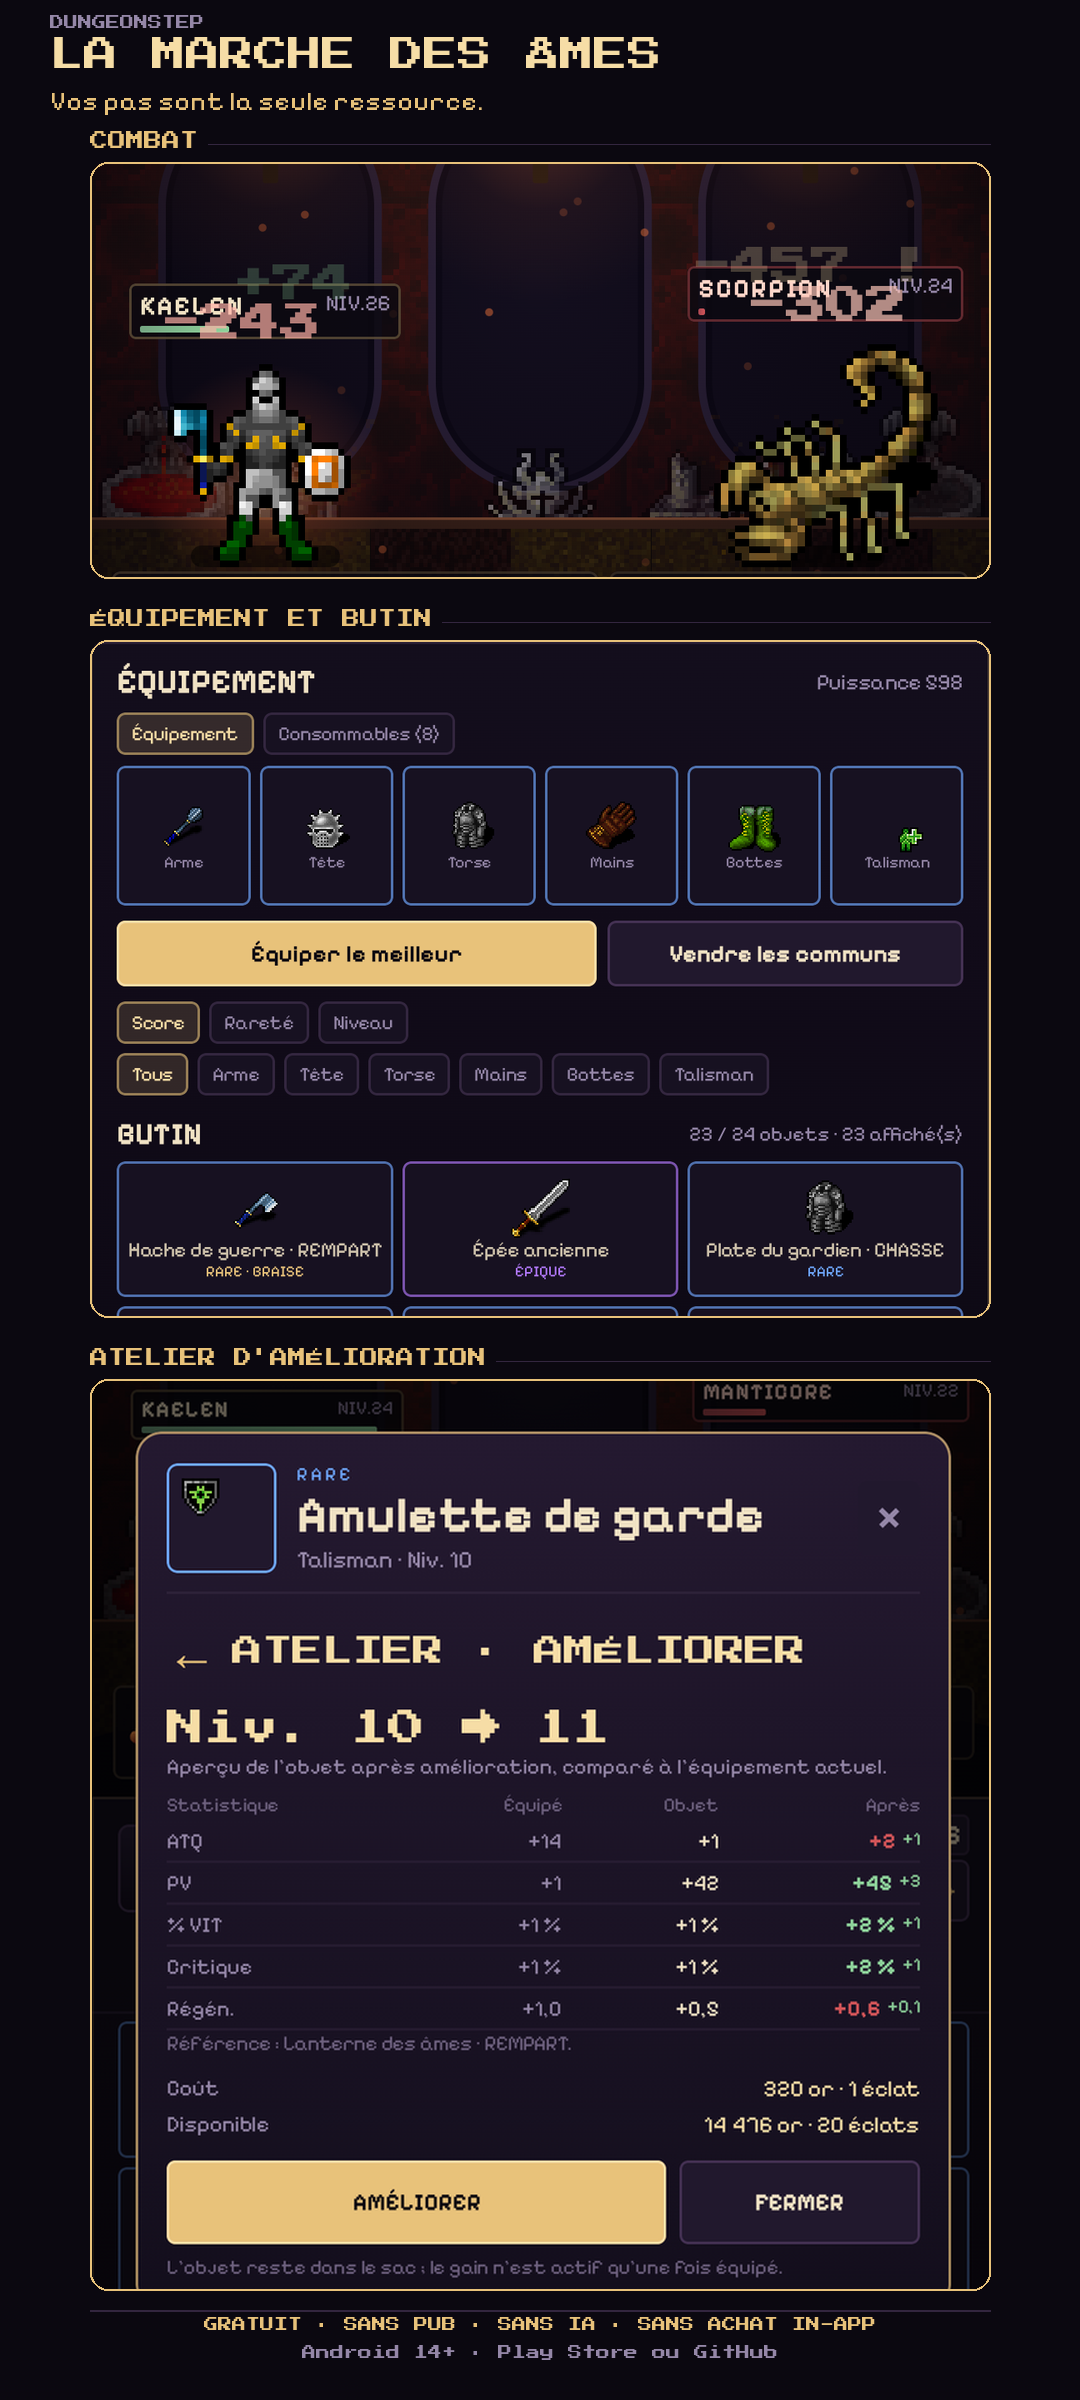 DUNGEONSTEP
LA MARCHE DES ÂMES
Vos pas sont la seule ressource.
COMBAT
+74
-457 !
KAELEN NIV.26
-243
SCORPION NIV.24
-302
ÉQUIPEMENT ET BUTIN
ÉQUIPEMENT
Puissance 898
Équipement
Consommables (8)
Arme
Tête
Torse
Mains
Bottes
Talisman
Équiper le meilleur
Vendre les communs
Score
Rareté
Niveau
Tous
Arme
Tête
Torse
Mains
Bottes
Talisman
BUTIN
23 / 24 objets · 23 affiché(s)
Hache de guerre · REMPART
RARE · BRAISE
Épée ancienne
ÉPIQUE
Plate du gardien · CHASSE
RARE
ATELIER D'AMÉLIORATION
KAELEN NIV.24
MANTICORE NIV.22
RARE
Amulette de garde
×
Talisman · Niv. 10
← ATELIER · AMÉLIORER
Niv. 10 → 11
Aperçu de l'objet après amélioration, comparé à l'équipement actuel.
Statistique Équipé Objet Après
ATQ +14 +1 +2 +1
PV +1 +42 +45 +3
% VIT +1 % +1 % +2 % +1
Critique +1 % +1 % +2 % +1
Régén. +1,0 +0,5 +0,6 +0,1
Référence : Lanterne des âmes · REMPART.
Coût 320 or · 1 éclat
Disponible 14 476 or · 20 éclats
AMÉLIORER
FERMER
L'objet reste dans le sac ; le gain n'est actif qu'une fois équipé.
GRATUIT · SANS PUB · SANS IA · SANS ACHAT IN-APP
Android 14+ · Play Store ou GitHub